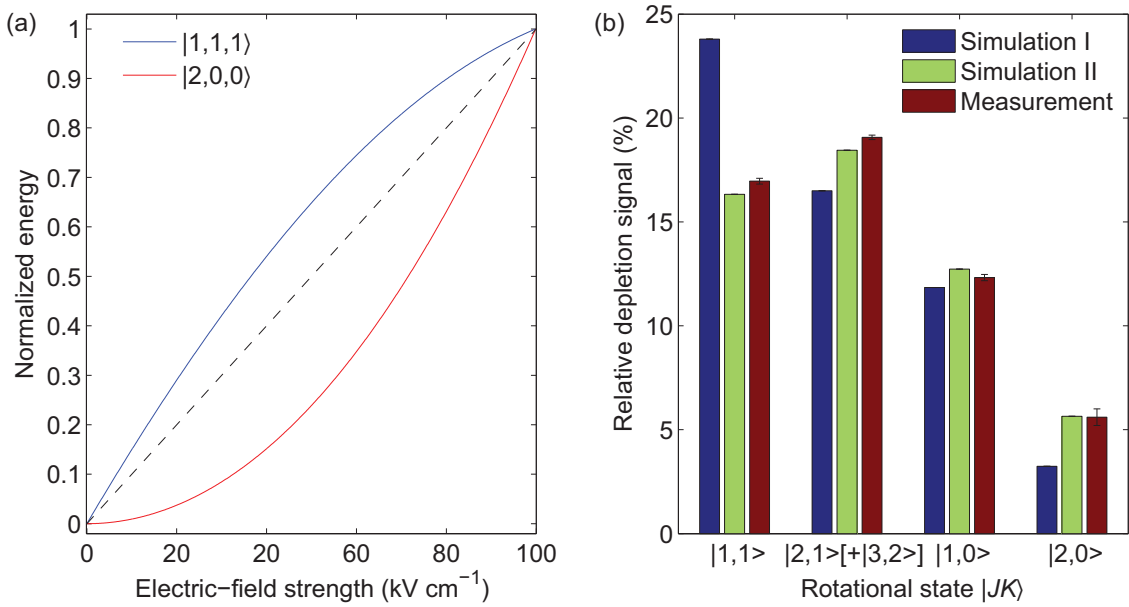 (a)
1
0.9
0.8
0.7
0.6
0.5
0.4
0.3
0.2
0.1
0
Normalized energy
|1,1,1⟩
|2,0,0⟩
0 20 20 40 60 80 100
Electric−field strength (kV cm⁻¹)
(b)
25
20
15
10
5
0
Relative depletion signal (%)
Simulation I
Simulation II
Measurement
|1,1> |2,1>[+|3,2>] |1,0> |2,0>
Rotational state |JK⟩